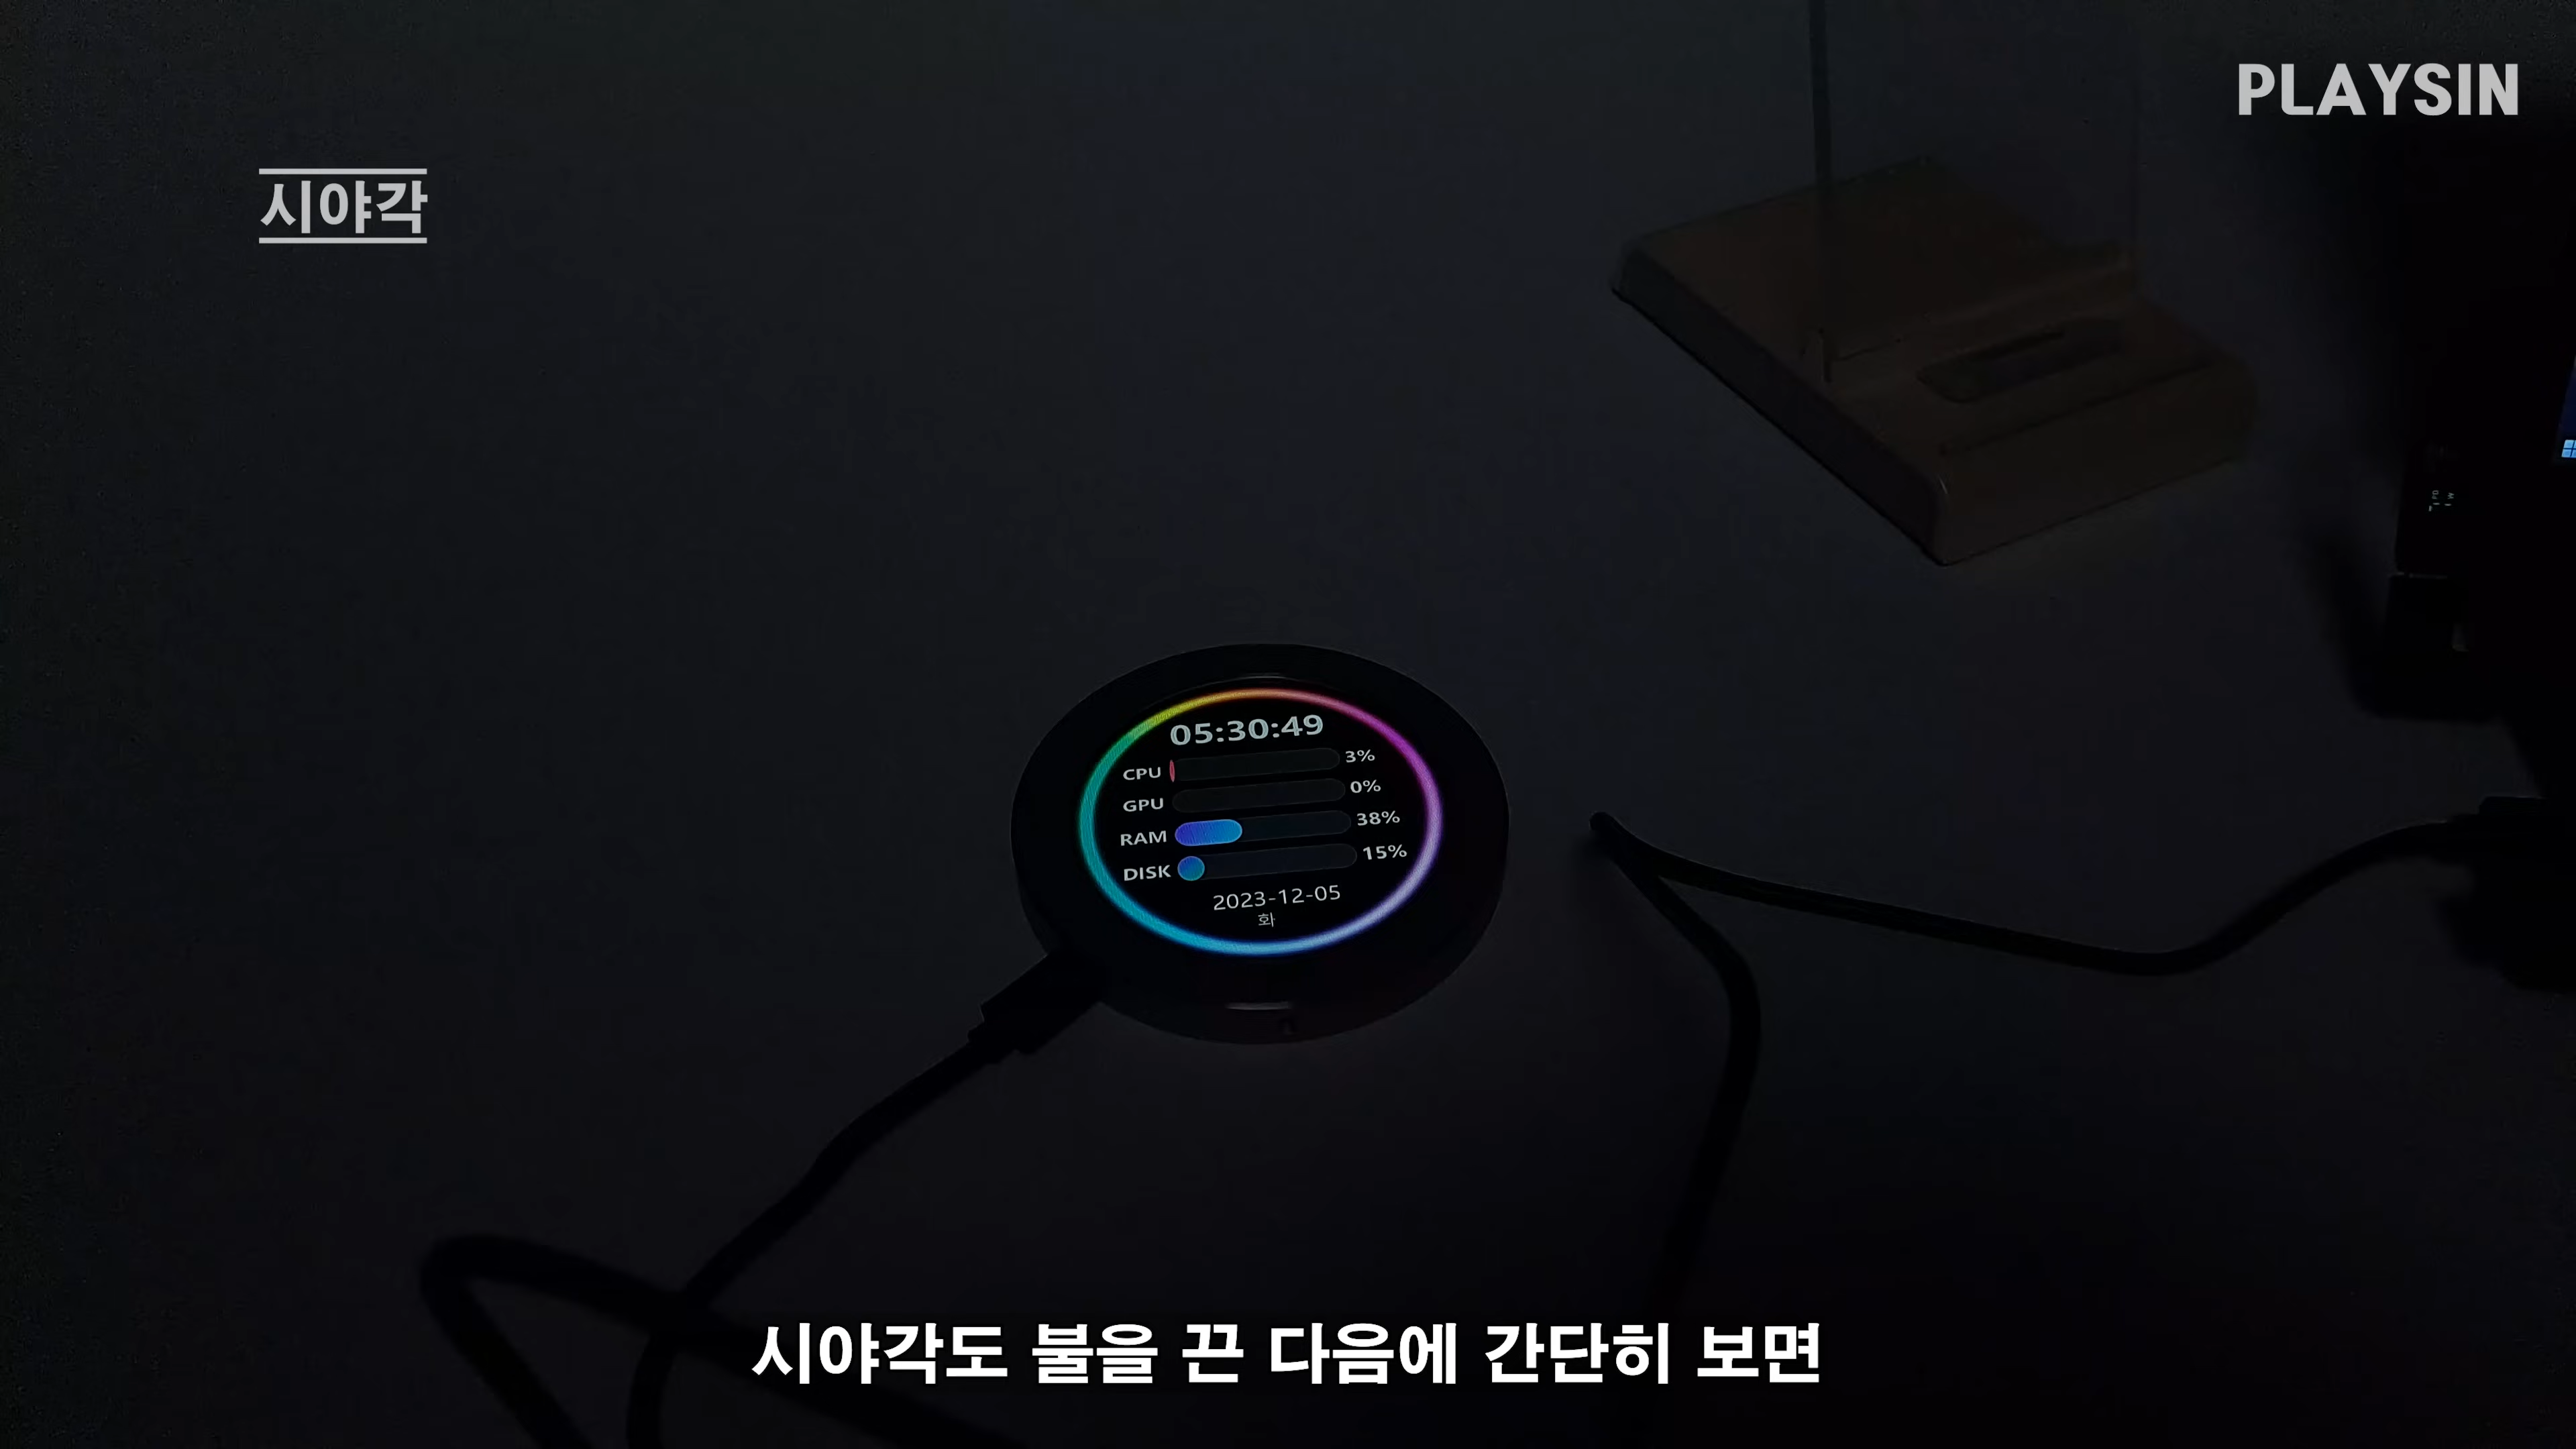 PLAYSIN
시야각
05:30:49
CPU 3%
GPU 0%
RAM 38%
DISK 15%
2023-12-05
화
시야각도 불을 끈 다음에 간단히 보면